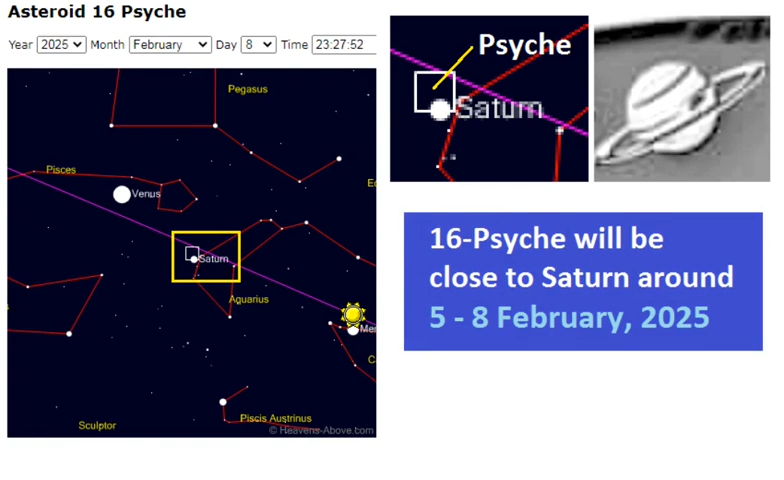 Asteroid 16 Psyche
Year 2025 Month February Day 8 Time 23:27:52
Pegasus
Pisces
Venus
Saturn
Aquarius
Sculptor
Piscis Austrinus
© Heavens-Above.com
Psyche
Saturn
16-Psyche will be
close to Saturn around
5 - 8 February, 2025